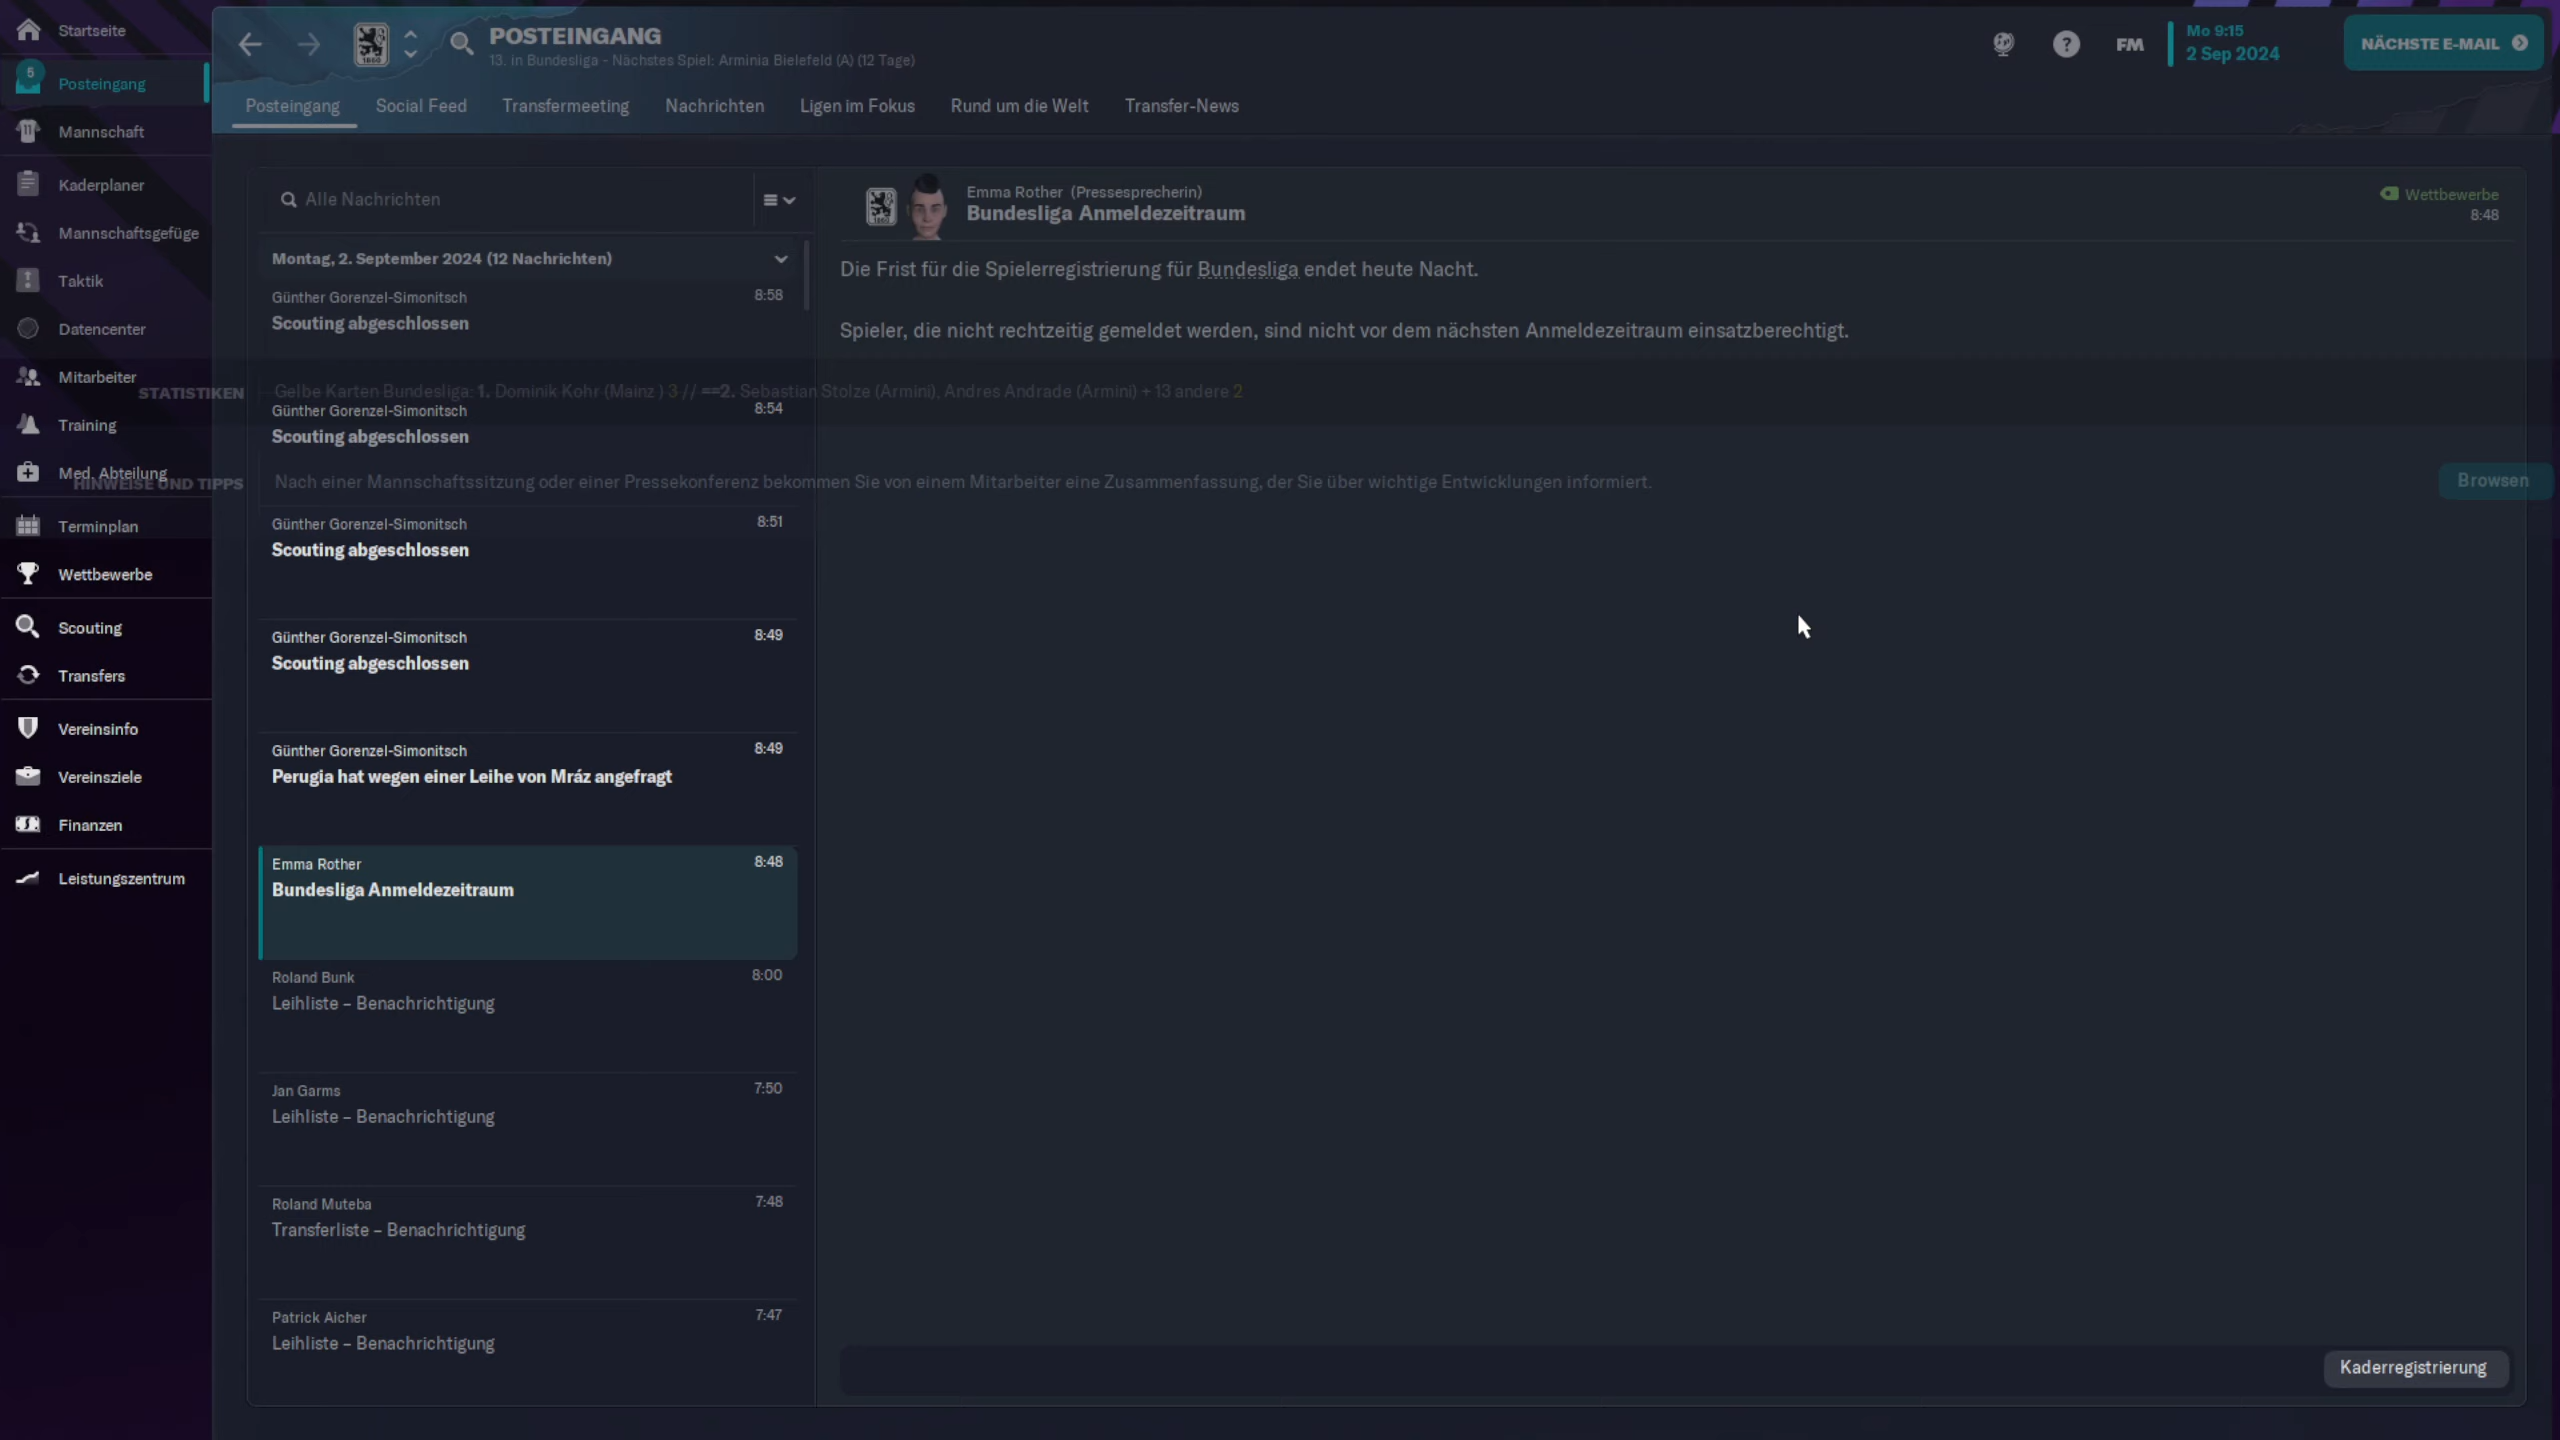 Startseite
5
Posteingang
Mannschaft
Kaderplaner
Mannschaftsgefüge
Taktik
Datencenter
Mitarbeiter
Training
Med. Abteilung
Terminplan
Wettbewerbe
Scouting
Transfers
Vereinsinfo
Vereinsziele
Finanzen
Leistungszentrum
POSTEINGANG
13. in Bundesliga - Nächstes Spiel: Arminia Bielefeld (A) (12 Tage)
FM
Mo 9:15
2 Sep 2024
NÄCHSTE E-MAIL
Posteingang Social Feed Transfermeeting Nachrichten Ligen im Fokus Rund um die Welt Transfer-News
Alle Nachrichten
Montag, 2. September 2024 (12 Nachrichten)
Günther Gorenzel-Simonitsch 8:58
Scouting abgeschlossen
STATISTIKEN Gelbe Karten Bundesliga: 1. Dominik Kohr (Mainz ) 3 // ==2. Sebastian Stolze (Armini), Andres Andrade (Armini) + 13 andere 2
Günther Gorenzel-Simonitsch 8:54
Scouting abgeschlossen
HINWEISE UND TIPPS Nach einer Mannschaftssitzung oder einer Pressekonferenz bekommen Sie von einem Mitarbeiter eine Zusammenfassung, der Sie über wichtige Entwicklungen informiert. Browsen
Günther Gorenzel-Simonitsch 8:51
Scouting abgeschlossen
Günther Gorenzel-Simonitsch 8:49
Scouting abgeschlossen
Günther Gorenzel-Simonitsch 8:49
Perugia hat wegen einer Leihe von Mráz angefragt
Emma Rother 8:48
Bundesliga Anmeldezeitraum
Roland Bunk 8:00
Leihliste – Benachrichtigung
Jan Garms 7:50
Leihliste – Benachrichtigung
Roland Muteba 7:48
Transferliste – Benachrichtigung
Patrick Aicher 7:47
Leihliste – Benachrichtigung
Emma Rother (Pressesprecherin)
Bundesliga Anmeldezeitraum
Wettbewerbe
8:48
Die Frist für die Spielerregistrierung für Bundesliga endet heute Nacht.
Spieler, die nicht rechtzeitig gemeldet werden, sind nicht vor dem nächsten Anmeldezeitraum einsatzberechtigt.
Kaderregistrierung